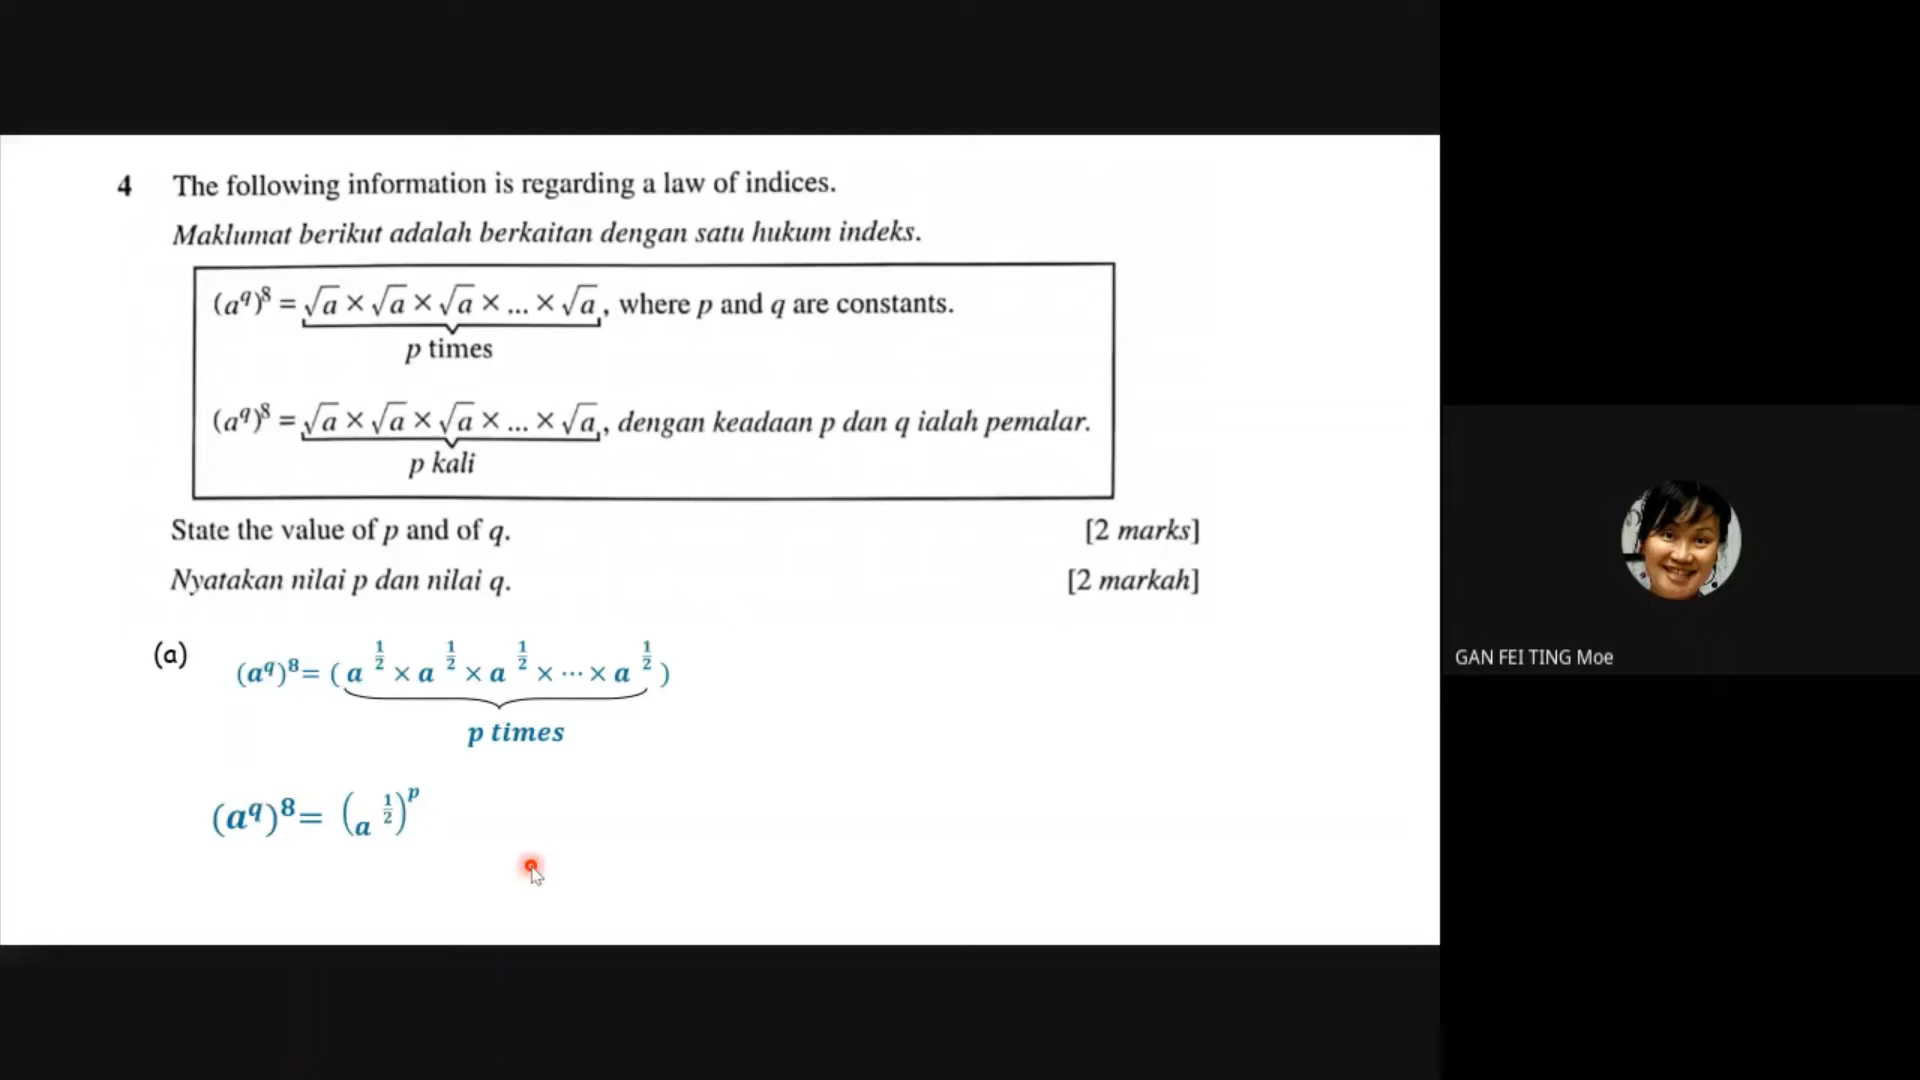 4 The following information is regarding a law of indices.
Maklumat berikut adalah berkaitan dengan satu hukum indeks.
(a^q)^8 = √a × √a × √a × ... × √a, where p and q are constants.
p times
(a^q)^8 = √a × √a × √a × ... × √a, dengan keadaan p dan q ialah pemalar.
p kali
State the value of p and of q. [2 marks]
Nyatakan nilai p dan nilai q. [2 markah]
(a) (a^q)^8 = (a^(1/2) × a^(1/2) × a^(1/2) × ⋯ × a^(1/2))
p times
(a^q)^8 = (a^(1/2))^p
GAN FEI TING Moe